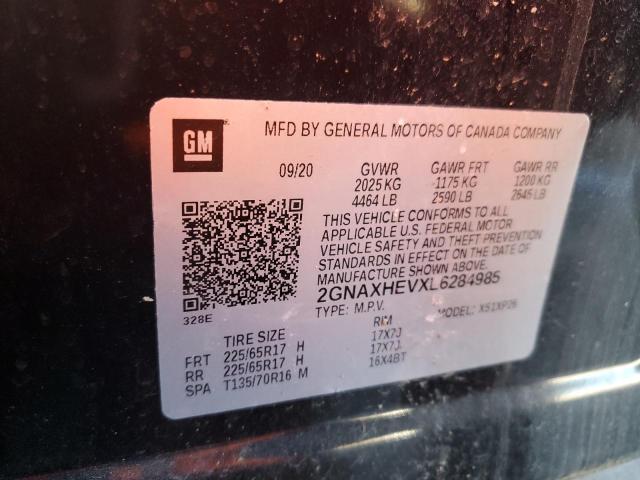 GM
MFD BY GENERAL MOTORS OF CANADA COMPANY
09/20 GVWR GAWR FRT GAWR RR
2025 KG 1175 KG 1200 KG
4464 LB 2590 LB 2645 LB
THIS VEHICLE CONFORMS TO ALL
APPLICABLE U.S. FEDERAL MOTOR
VEHICLE SAFETY AND THEFT PREVENTION
STANDARDS IN EFFECT ON THE DATE OF
MANUFACTURE SHOWN ABOVE.
2GNAXHEVXL6284985
328E
TYPE: M.P.V. MODEL: X51XP26
TIRE SIZE RIM
FRT 225/65R17 H 17X7J
RR 225/65R17 H 17X7J
SPA T135/70R16 M 16X4BT